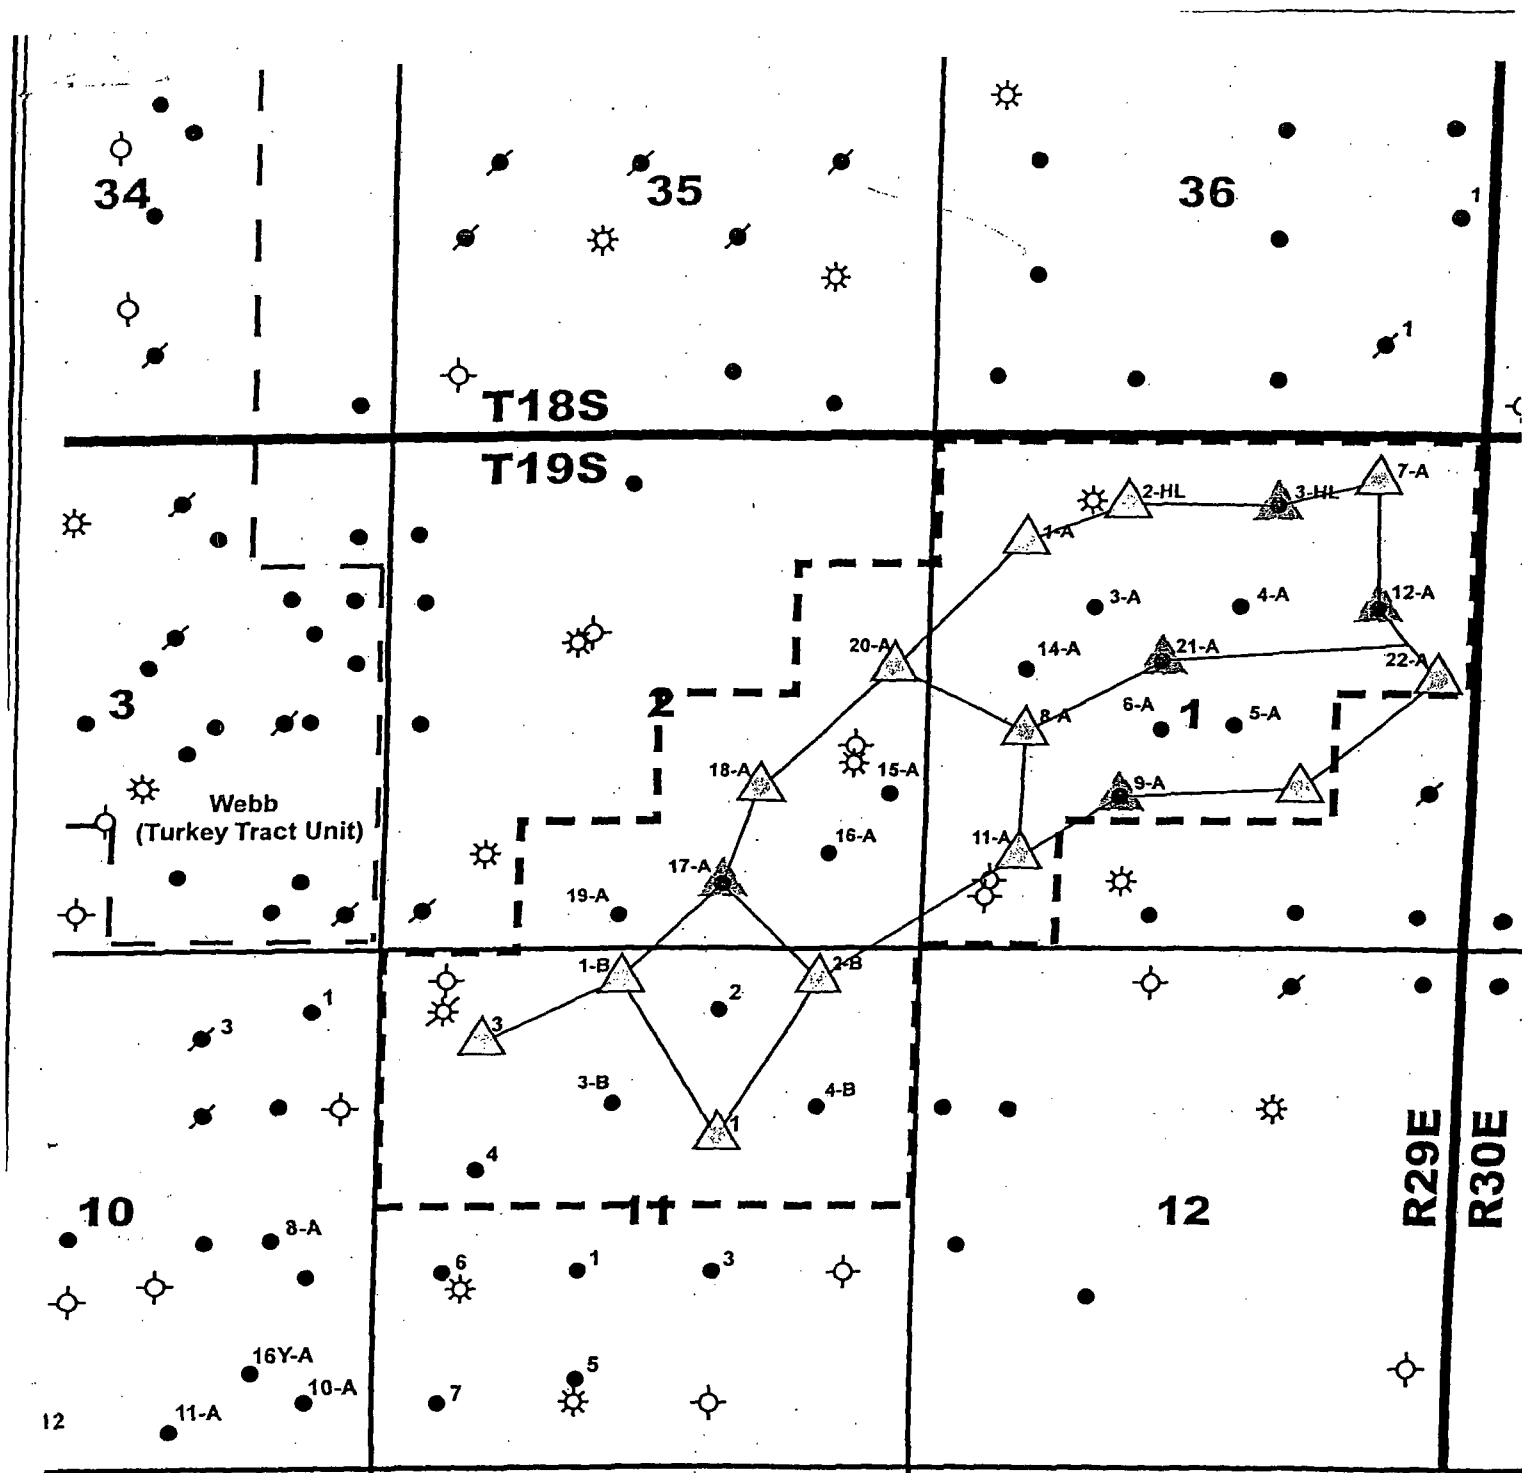 34
35
36
1
1
T18S
T19S
7-A
2-HL
3-HL
1-A
3-A
4-A
12-A
20-A
14-A
21-A
22-A
3
2
8-A
6-A
1
5-A
18-A
15-A
9-A
Webb
(Turkey Tract Unit)
11-A
16-A
17-A
19-A
1-B
2-B
2
1
3
3
3-B
4-B
1
4
R29E
R30E
10
11
12
8-A
6
1
3
16Y-A
10-A
5
7
11-A
12